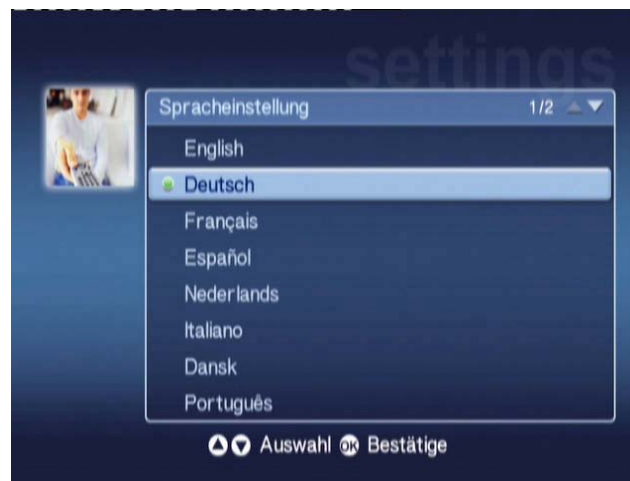 settings
Spracheinstellung 1/2
English
Deutsch
Français
Español
Nederlands
Italiano
Dansk
Português
Auswahl OK Bestätige